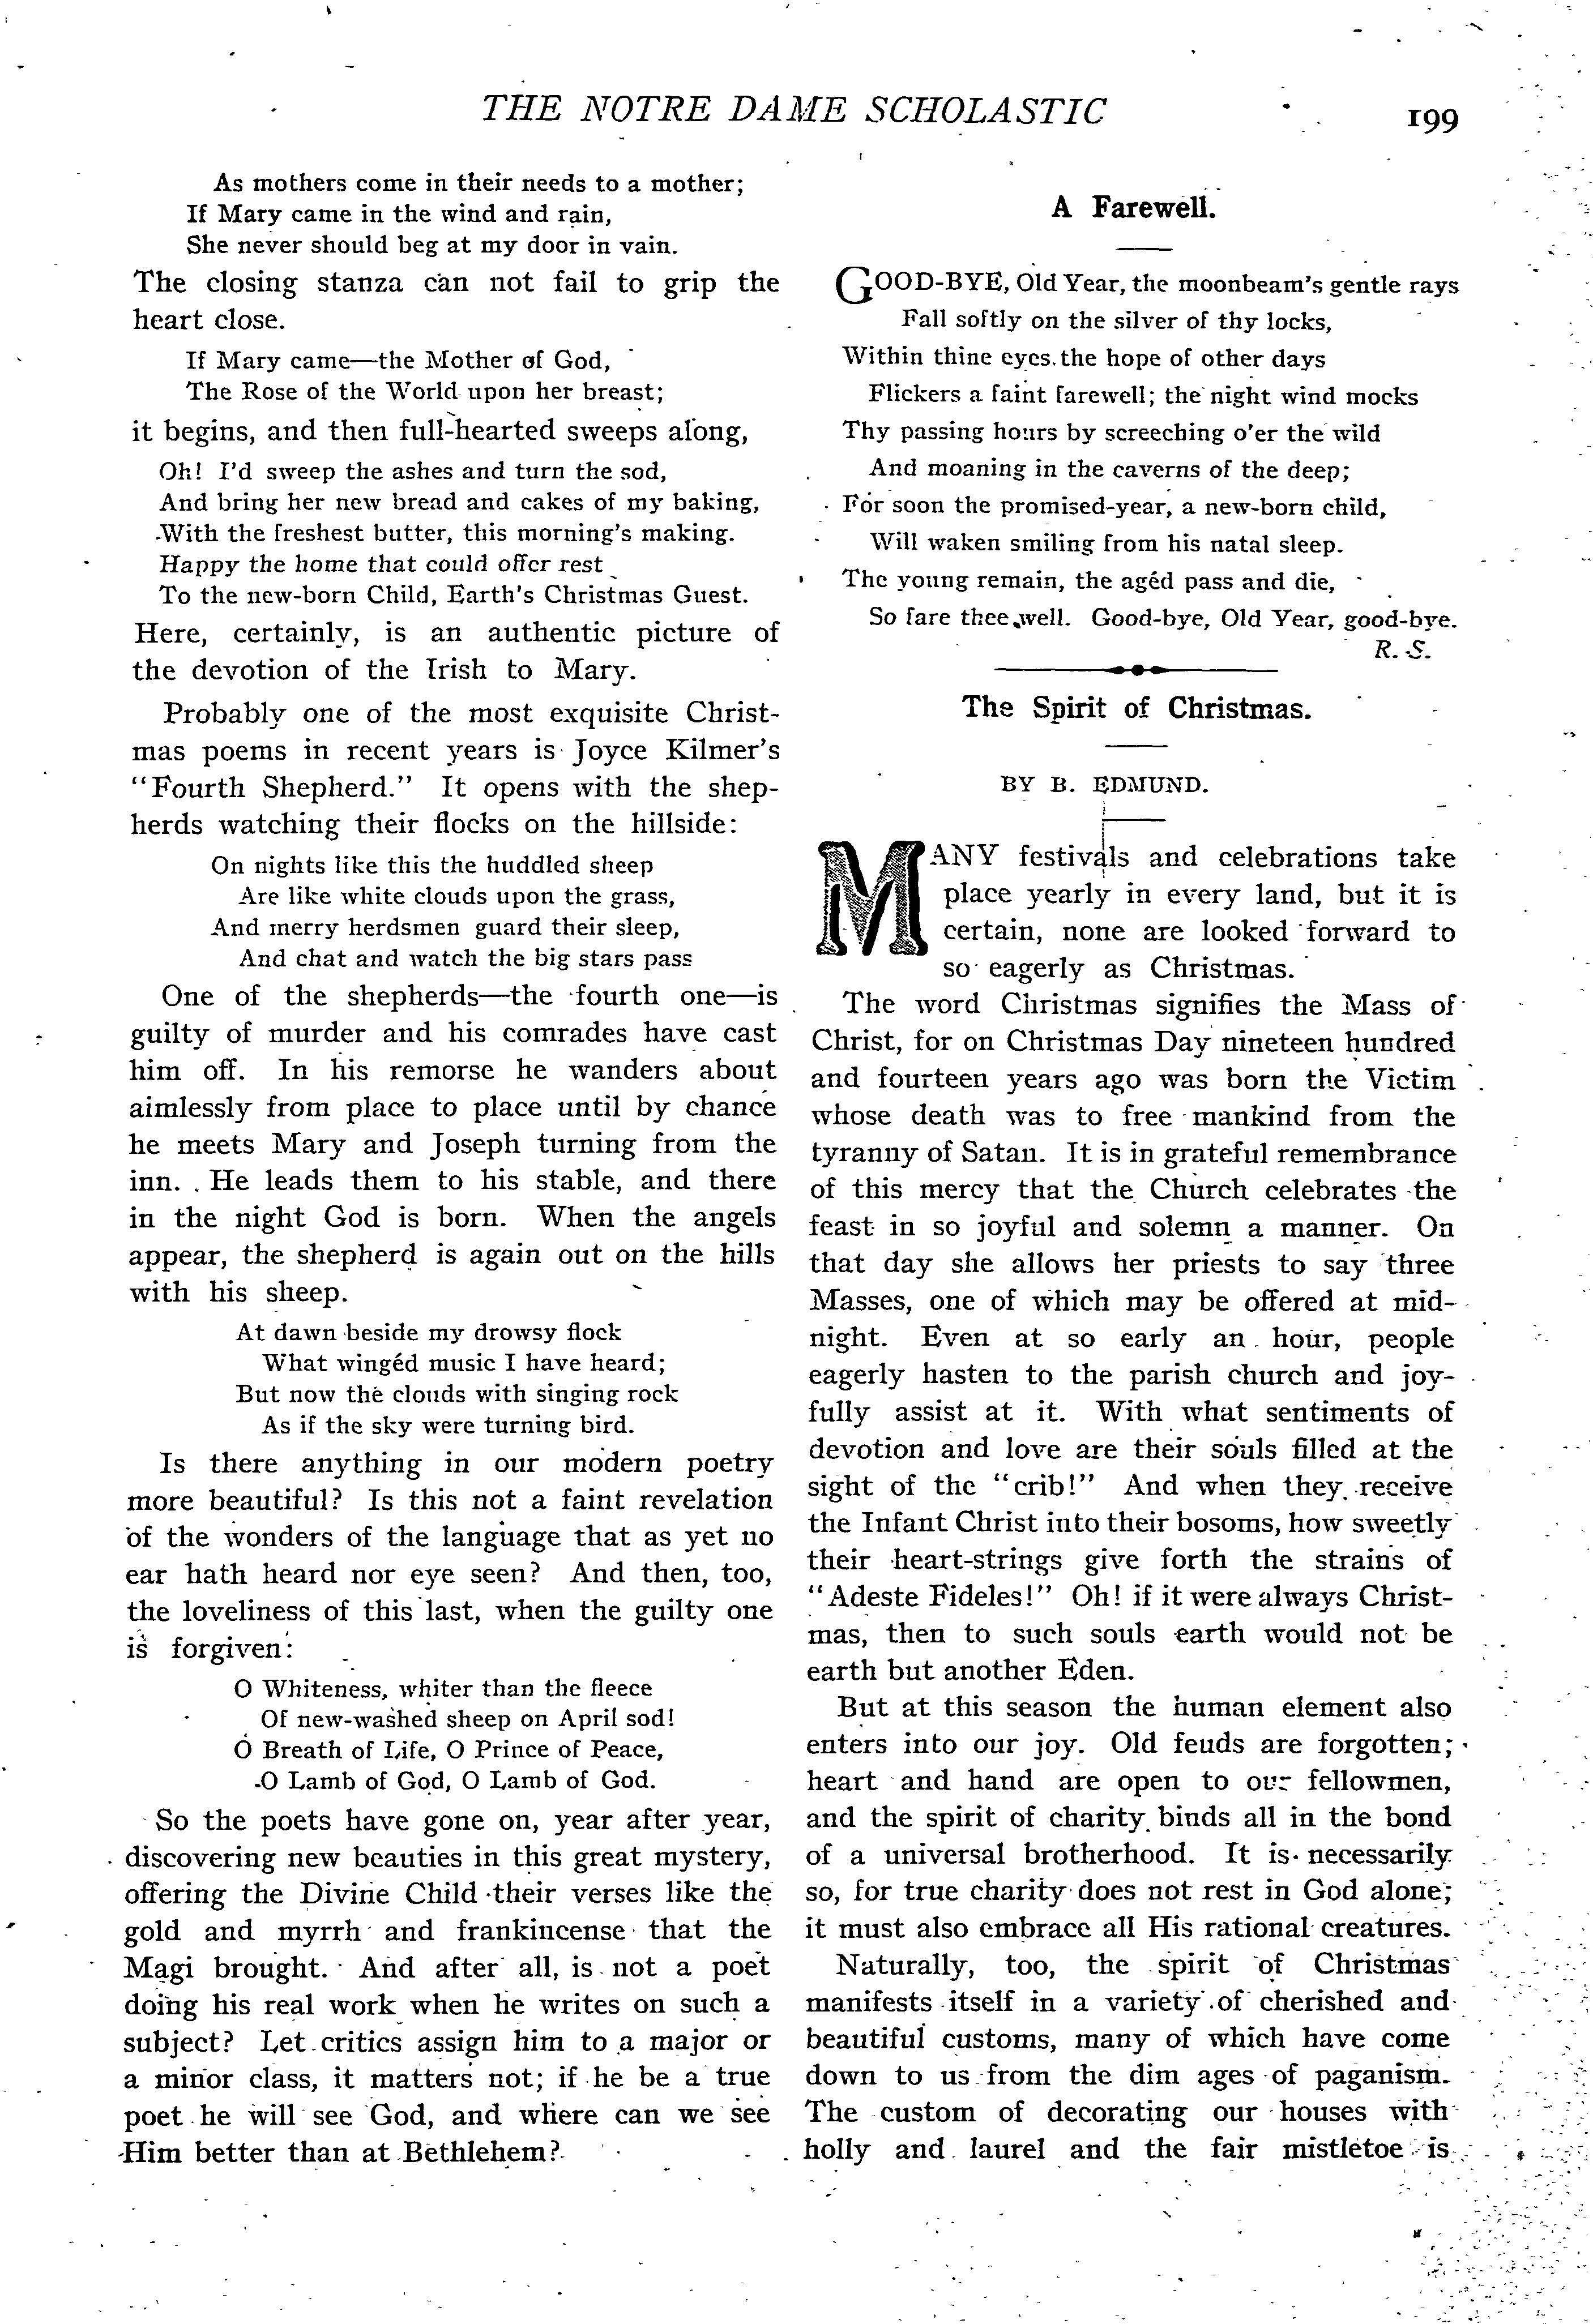 THE NOTRE DAME SCHOLASTIC
199
As mothers come in their needs to a mother;
If Mary came in the wind and rain,
She never should beg at my door in vain.
The closing stanza can not fail to grip the
heart close.
If Mary came—the Mother of God,
The Rose of the World upon her breast;
it begins, and then full-hearted sweeps along,
Oh! I'd sweep the ashes and turn the sod,
And bring her new bread and cakes of my baking,
With the freshest butter, this morning's making.
Happy the home that could offer rest
To the new-born Child, Earth's Christmas Guest.
Here, certainly, is an authentic picture of
the devotion of the Irish to Mary.
Probably one of the most exquisite Christ-
mas poems in recent years is Joyce Kilmer's
"Fourth Shepherd." It opens with the shep-
herds watching their flocks on the hillside:
On nights like this the huddled sheep
Are like white clouds upon the grass,
And merry herdsmen guard their sleep,
And chat and watch the big stars pass
One of the shepherds—the fourth one—is
guilty of murder and his comrades have cast
him off. In his remorse he wanders about
aimlessly from place to place until by chance
he meets Mary and Joseph turning from the
inn. He leads them to his stable, and there
in the night God is born. When the angels
appear, the shepherd is again out on the hills
with his sheep.
At dawn beside my drowsy flock
What wingéd music I have heard;
But now the clouds with singing rock
As if the sky were turning bird.
Is there anything in our modern poetry
more beautiful? Is this not a faint revelation
of the wonders of the language that as yet no
ear hath heard nor eye seen? And then, too,
the loveliness of this last, when the guilty one
is forgiven:
O Whiteness, whiter than the fleece
Of new-washed sheep on April sod!
O Breath of Life, O Prince of Peace,
O Lamb of God, O Lamb of God.
So the poets have gone on, year after year,
discovering new beauties in this great mystery,
offering the Divine Child their verses like the
gold and myrrh and frankincense that the
Magi brought. And after all, is not a poet
doing his real work when he writes on such a
subject? Let critics assign him to a major or
a minor class, it matters not; if he be a true
poet he will see God, and where can we see
Him better than at Bethlehem?
A Farewell.
GOOD-BYE, Old Year, the moonbeam's gentle rays
Fall softly on the silver of thy locks,
Within thine eyes the hope of other days
Flickers a faint farewell; the night wind mocks
Thy passing hours by screeching o'er the wild
And moaning in the caverns of the deep;
For soon the promised-year, a new-born child,
Will waken smiling from his natal sleep.
The young remain, the agéd pass and die,
So fare thee well. Good-bye, Old Year, good-bye.
R. S.
The Spirit of Christmas.
BY B. EDMUND.
MANY festivals and celebrations take
place yearly in every land, but it is
certain, none are looked forward to
so eagerly as Christmas.
The word Christmas signifies the Mass of
Christ, for on Christmas Day nineteen hundred
and fourteen years ago was born the Victim
whose death was to free mankind from the
tyranny of Satan. It is in grateful remembrance
of this mercy that the Church celebrates the
feast in so joyful and solemn a manner. On
that day she allows her priests to say three
Masses, one of which may be offered at mid-
night. Even at so early an hour, people
eagerly hasten to the parish church and joy-
fully assist at it. With what sentiments of
devotion and love are their souls filled at the
sight of the "crib!" And when they receive
the Infant Christ into their bosoms, how sweetly
their heart-strings give forth the strains of
"Adeste Fideles!" Oh! if it were always Christ-
mas, then to such souls earth would not be
earth but another Eden.
But at this season the human element also
enters into our joy. Old feuds are forgotten;
heart and hand are open to our fellowmen,
and the spirit of charity binds all in the bond
of a universal brotherhood. It is necessarily
so, for true charity does not rest in God alone;
it must also embrace all His rational creatures.
Naturally, too, the spirit of Christmas
manifests itself in a variety of cherished and
beautiful customs, many of which have come
down to us from the dim ages of paganism.
The custom of decorating our houses with
holly and laurel and the fair mistletoe is